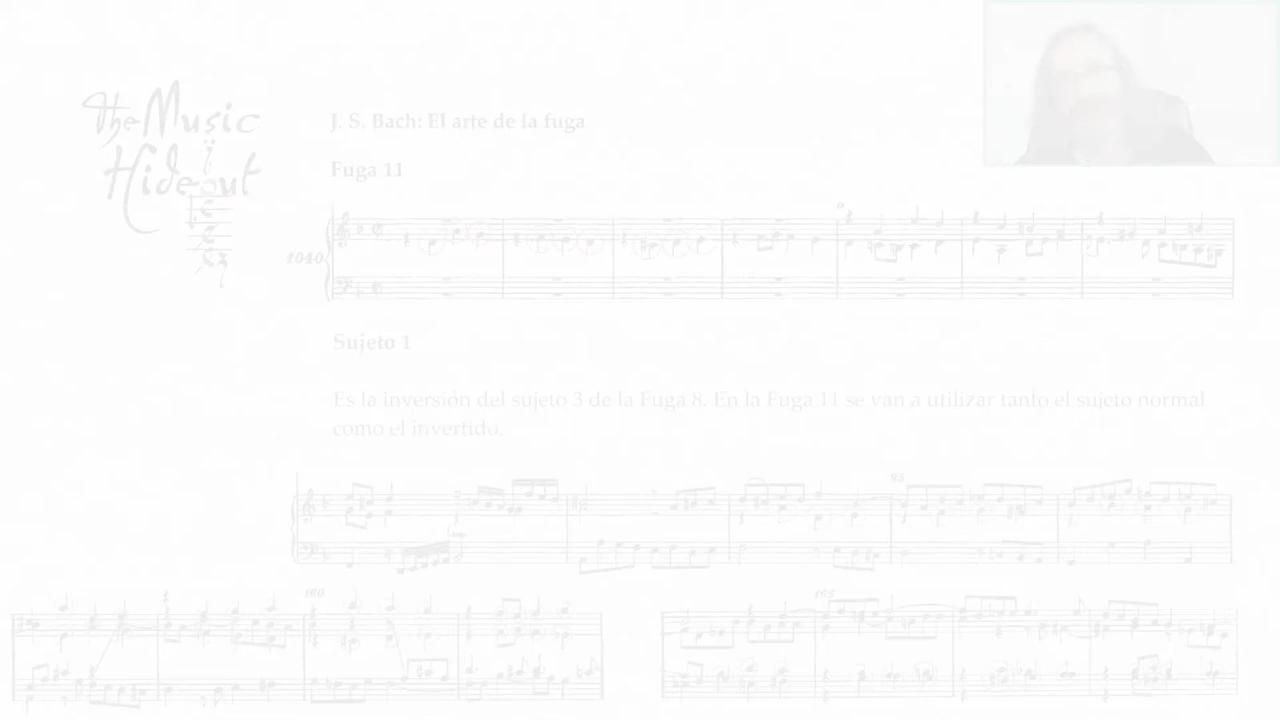 The Music
Hideout
J. S. Bach: El arte de la fuga
Fuga 11
1040
Sujeto 1
Es la inversión del sujeto 3 de la Fuga 8. En la Fuga 11 se van a utilizar tanto el sujeto normal
como el invertido.
95
160
165